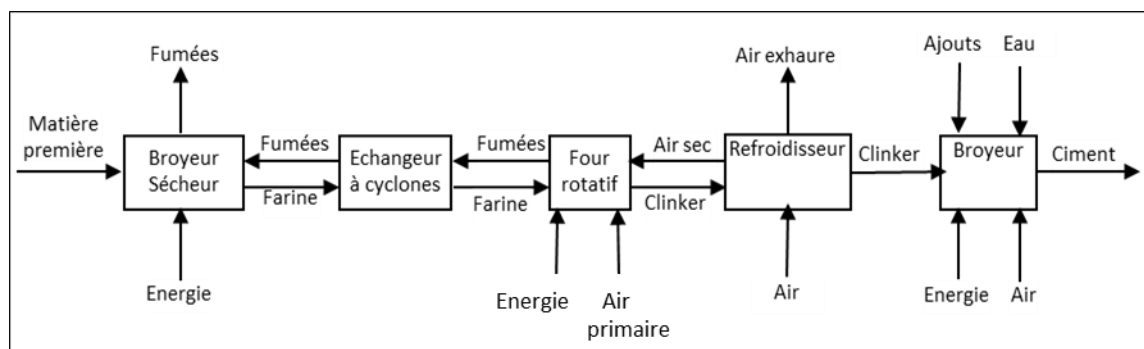 Fumées
Air exhaure
Ajouts
Eau
Matière
première
Broyeur
Sécheur
Fumées
Farine
Echangeur
à cyclones
Fumées
Farine
Four
rotatif
Air sec
Clinker
Refroidisseur
Clinker
Broyeur
Ciment
Energie
Energie
Air
primaire
Air
Energie
Air